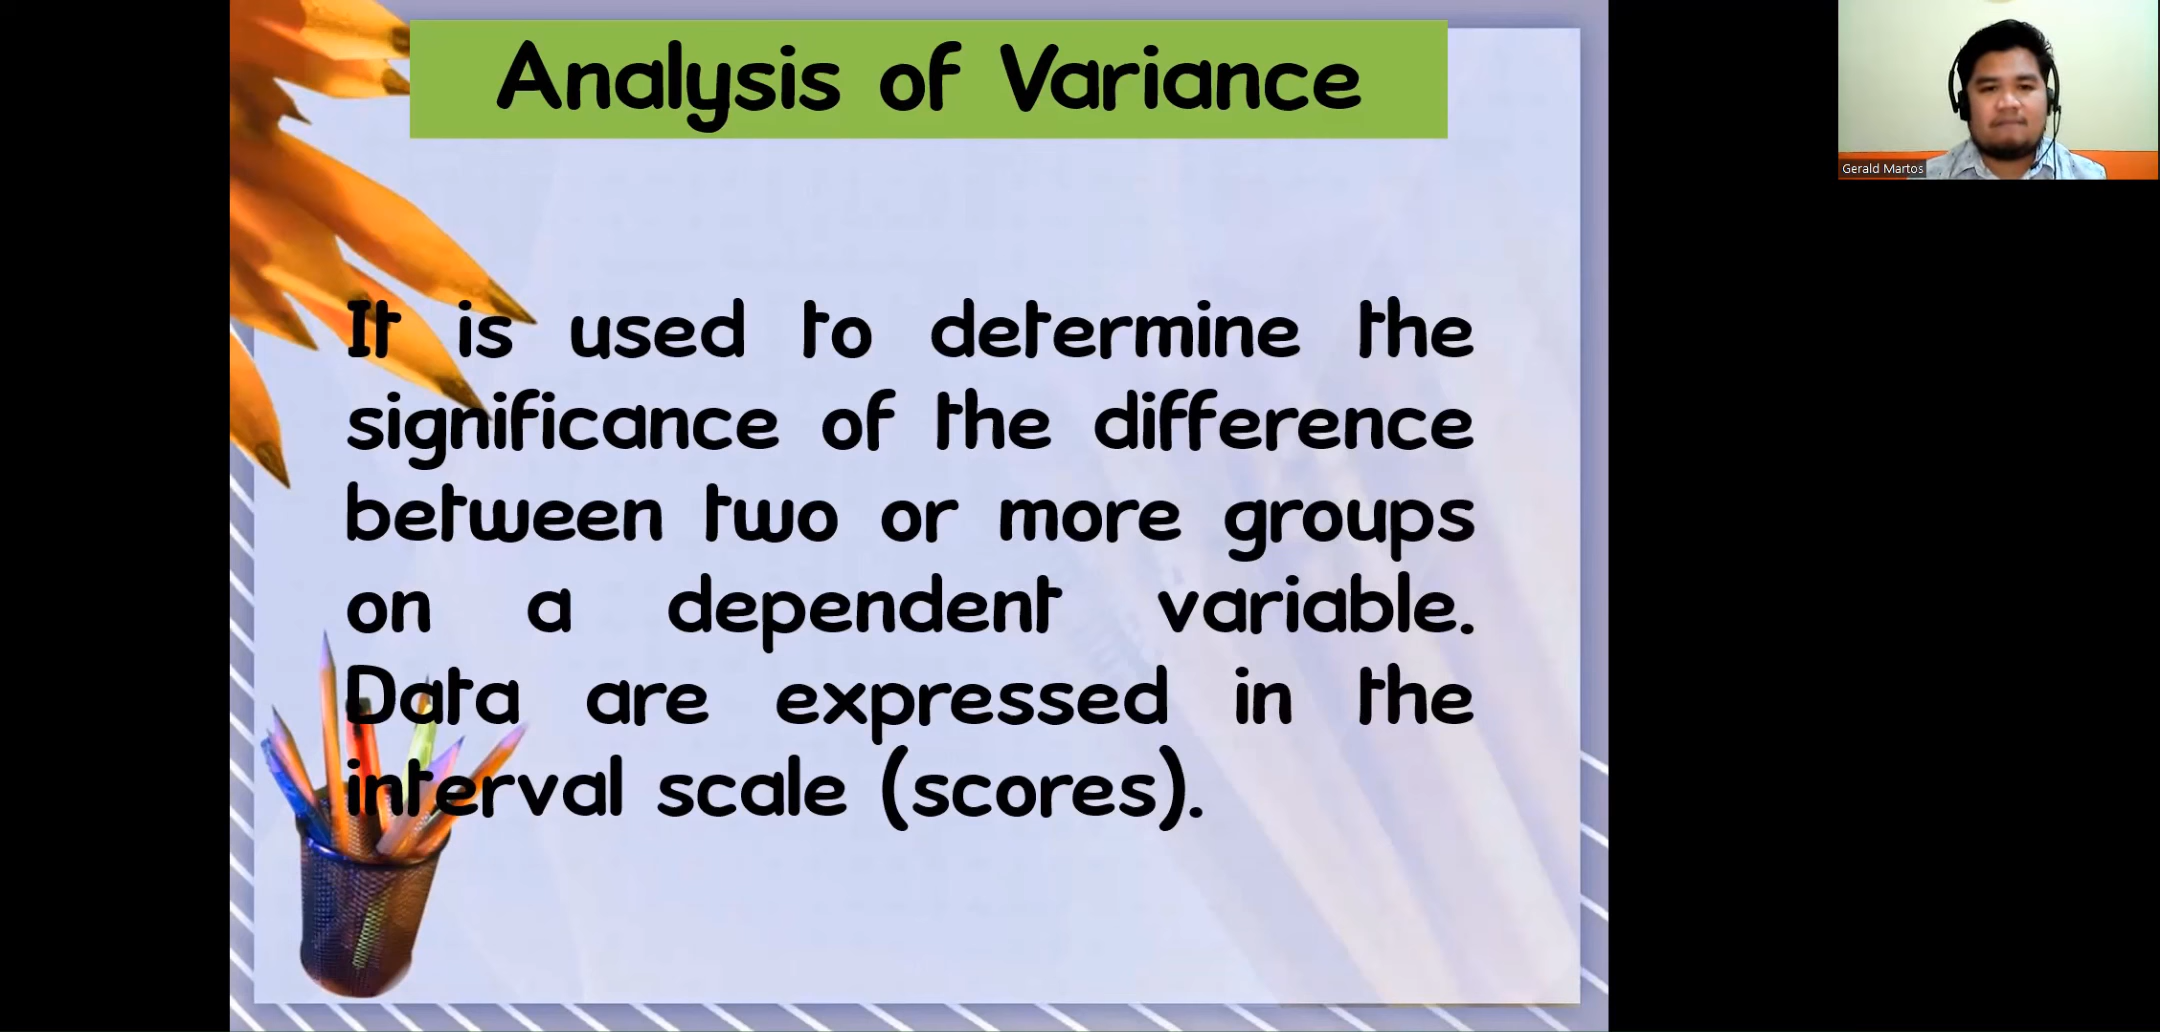 Analysis of Variance
Gerald Martos
It is used to determine the
significance of the difference
between two or more groups
on a dependent variable.
Data are expressed in the
interval scale (scores).